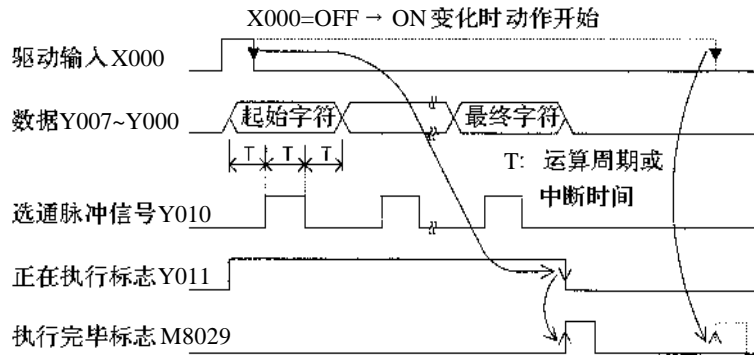 X000=OFF → ON 变化时动作开始
驱动输入X000
数据Y007~Y000
起始字符
最终字符
T T T
T: 运算周期或
中断时间
选通脉冲信号Y010
正在执行标志Y011
执行完毕标志M8029